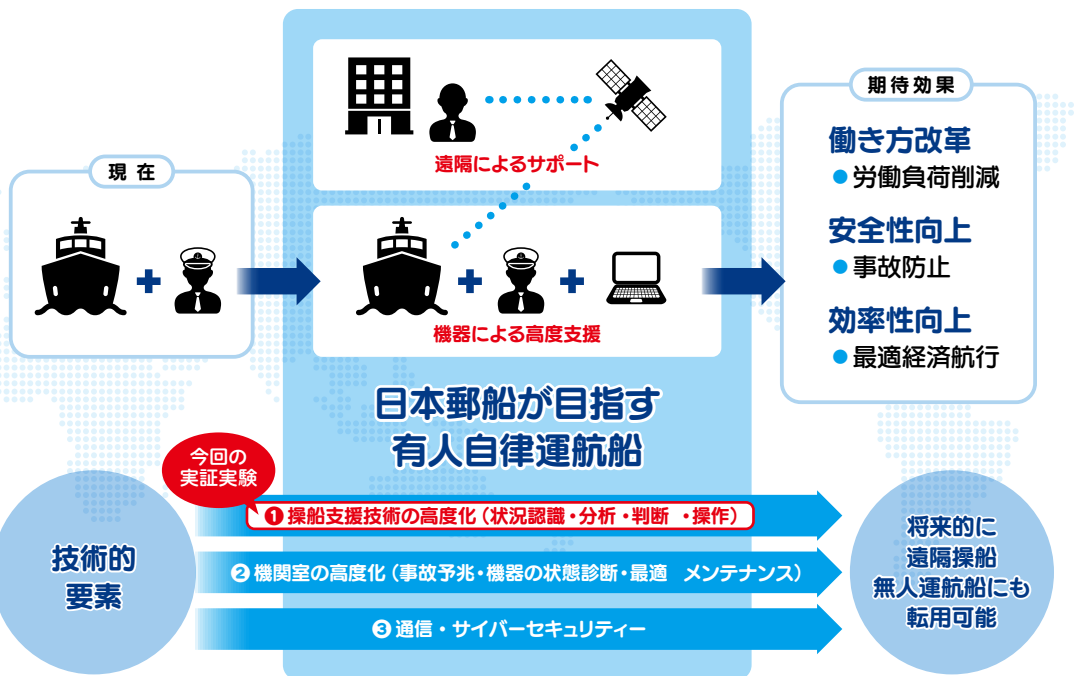 現在
遠隔によるサポート
機器による高度支援
期待効果
働き方改革
●労働負荷削減
安全性向上
●事故防止
効率性向上
●最適経済航行
日本郵船が目指す
有人自律運航船
今回の
実証実験
技術的
要素
❶操船支援技術の高度化（状況認識・分析・判断 ・操作）
❷機関室の高度化（事故予兆・機器の状態診断・最適 メンテナンス）
❸通信・サイバーセキュリティー
将来的に
遠隔操船
無人運航船にも
転用可能